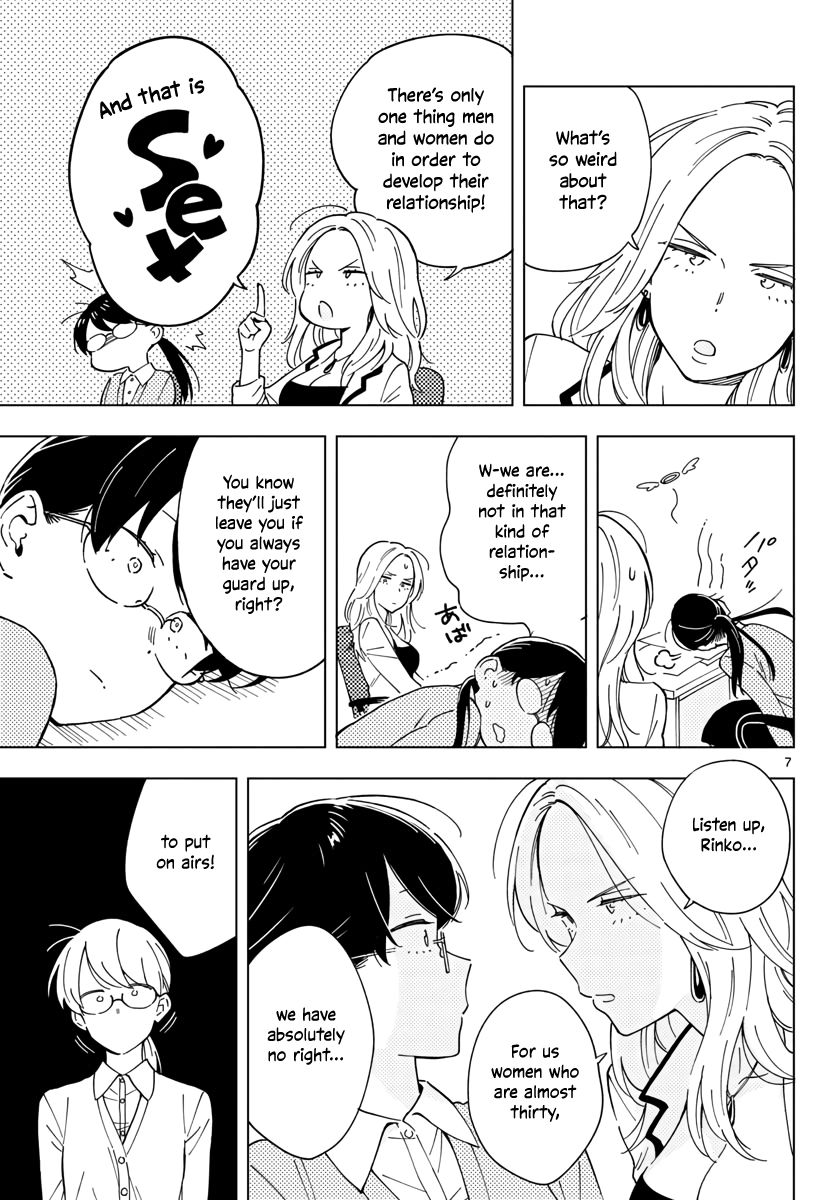 What's
so weird
about
that?
There's only
one thing men
and women do
in order to
develop their
relationship!
And that is
Sex
パタッ
W-we are...
definitely
not in that
kind of
relation-
ship...
あば
You know
they'll just
leave you if
you always
have your
guard up,
right?
7
Listen up,
Rinko...
For us
women who
are almost
thirty,
we have
absolutely
no right...
to put
on airs!